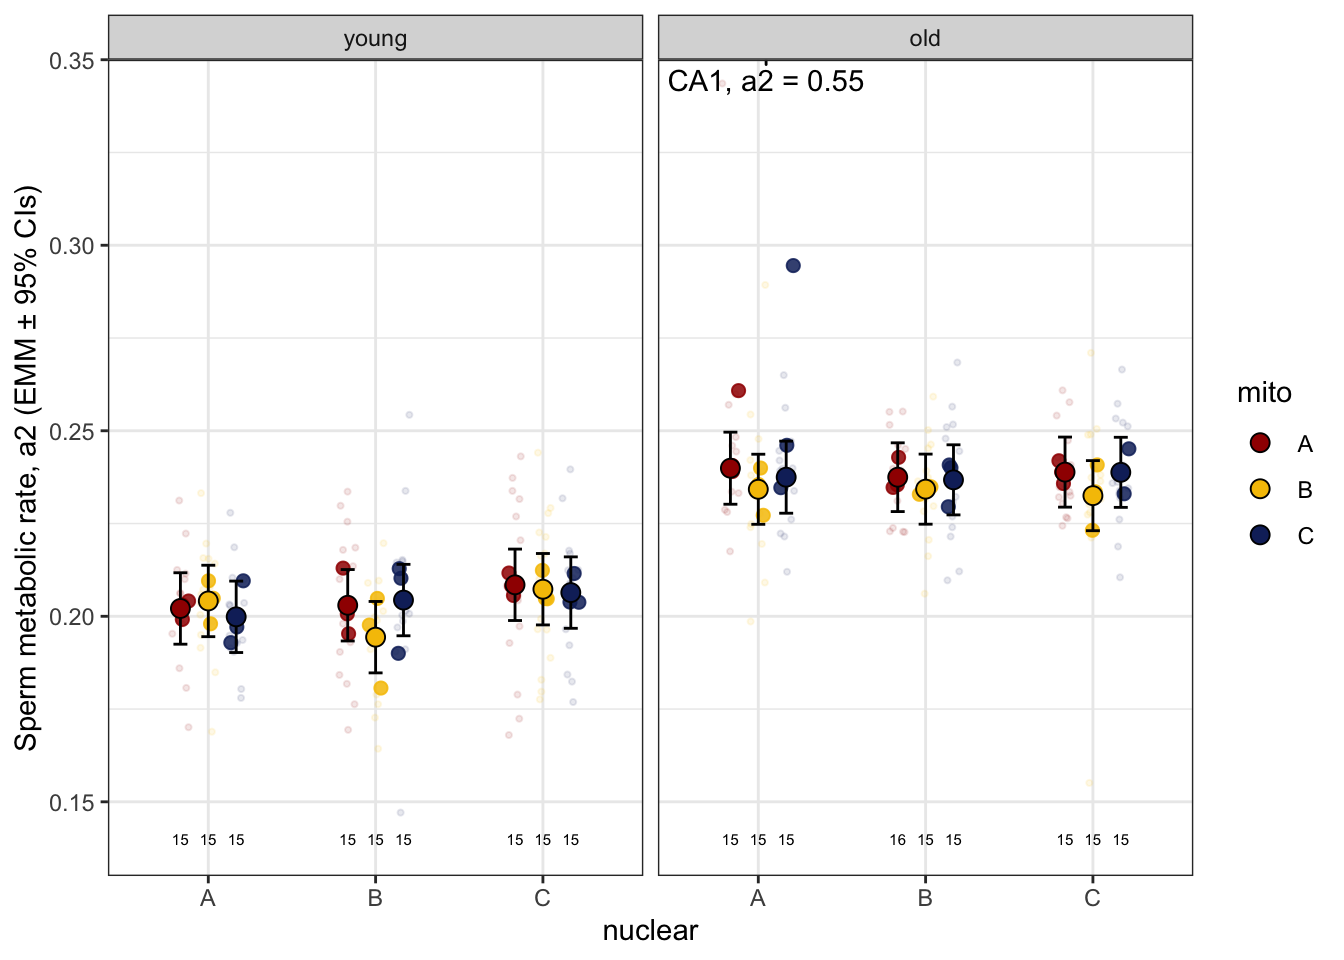 young
old
CA1, a2 = 0.55
0.35
0.30
0.25
0.20
0.15
Sperm metabolic rate, a2 (EMM ± 95% CIs)
15 15 15 15 15 15 15 15 15
15 15 15 16 15 15 15 15 15
A B C
A B C
nuclear
mito
A
B
C